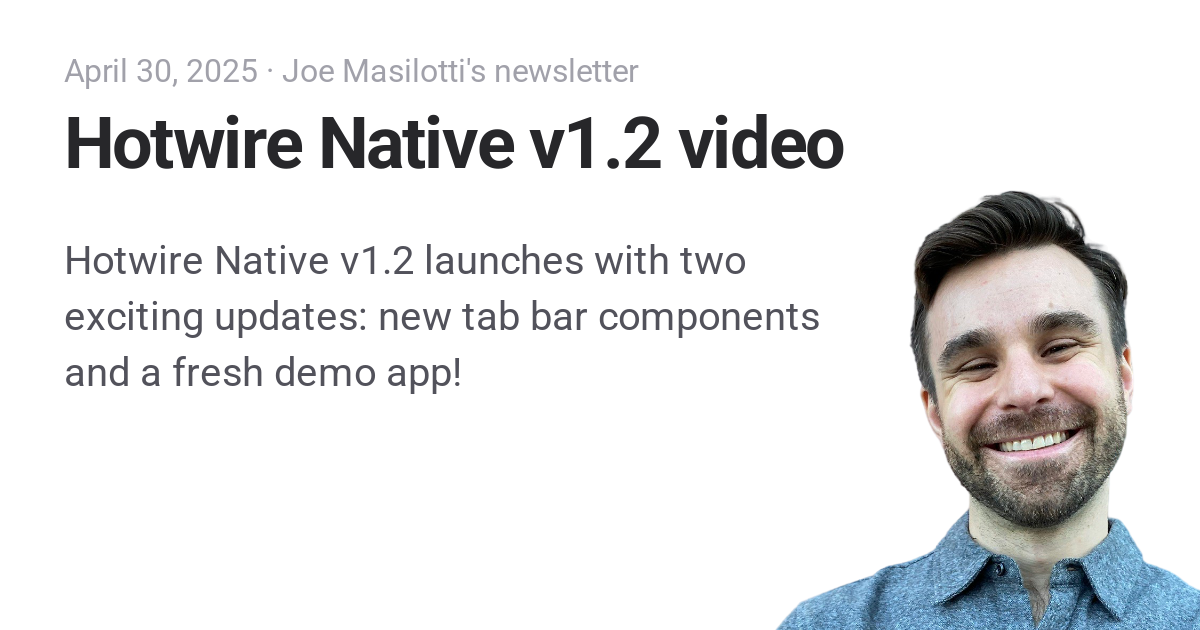 April 30, 2025 · Joe Masilotti's newsletter
Hotwire Native v1.2 video
Hotwire Native v1.2 launches with two
exciting updates: new tab bar components
and a fresh demo app!